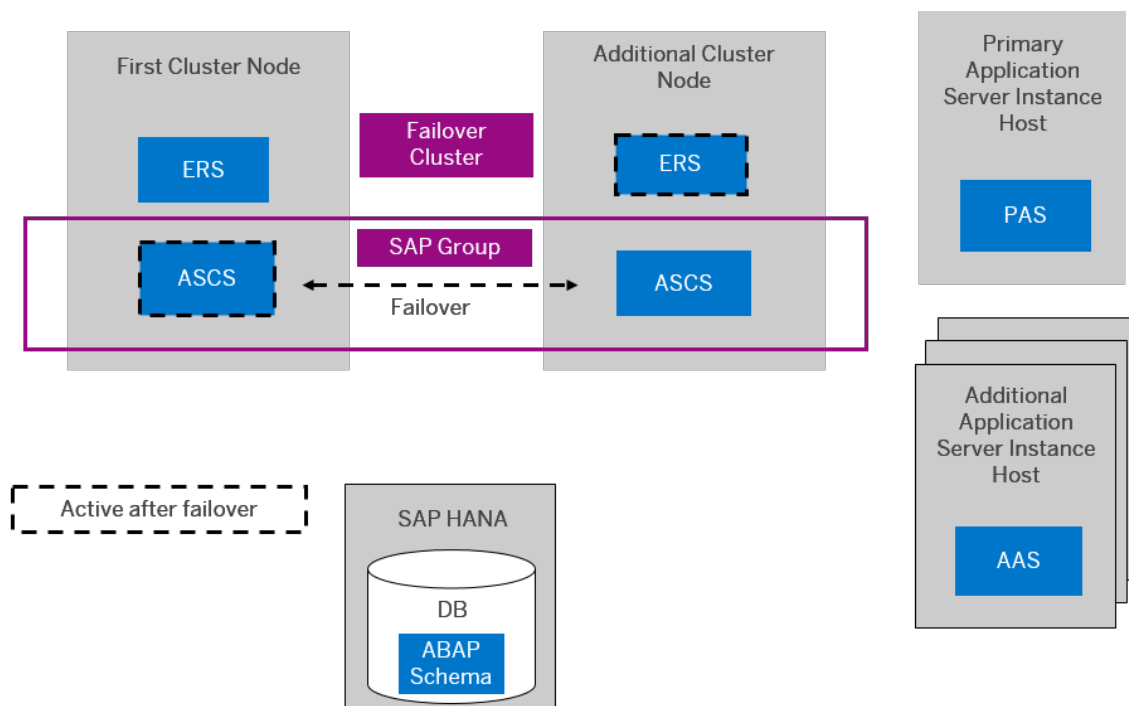 First Cluster Node
ERS
ASCS
Failover
Cluster
SAP Group
Failover
Additional Cluster
Node
ERS
ASCS
Primary
Application
Server Instance
Host
PAS
Additional
Application
Server Instance
Host
AAS
Active after failover
SAP HANA
DB
ABAP
Schema